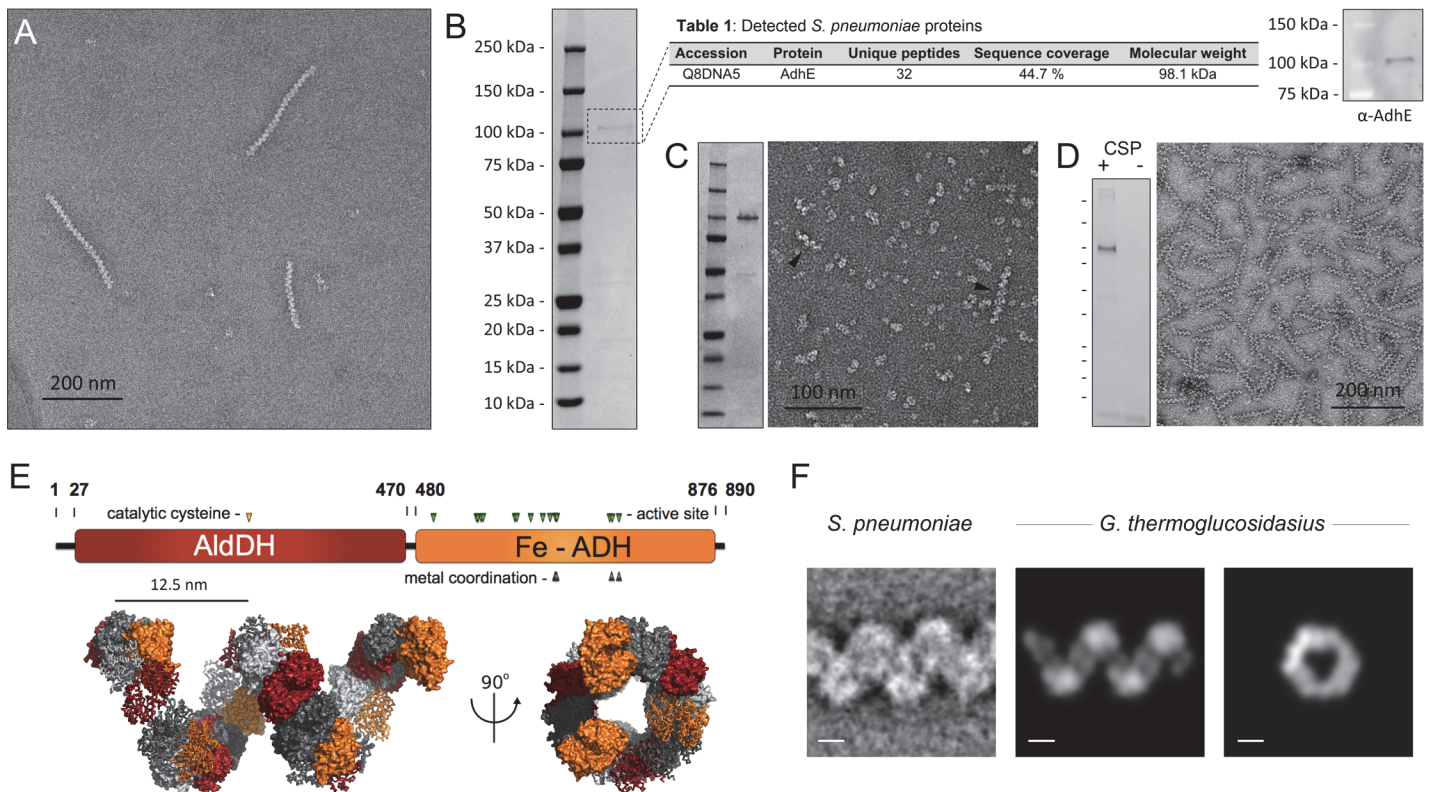 A
200 nm
B
250 kDa -
150 kDa -
100 kDa -
75 kDa -
50 kDa -
37 kDa -
25 kDa -
20 kDa -
15 kDa -
10 kDa -
Table 1: Detected S. pneumoniae proteins
Accession Protein Unique peptides Sequence coverage Molecular weight
Q8DNA5 AdhE 32 44.7 % 98.1 kDa
150 kDa -
100 kDa -
75 kDa -
α-AdhE
C
100 nm
D
CSP
+ -
200 nm
E
1 27 470 480 876 890
catalytic cysteine - - active site
AldDH Fe - ADH
metal coordination -
12.5 nm
90°
F
S. pneumoniae G. thermoglucosidasius